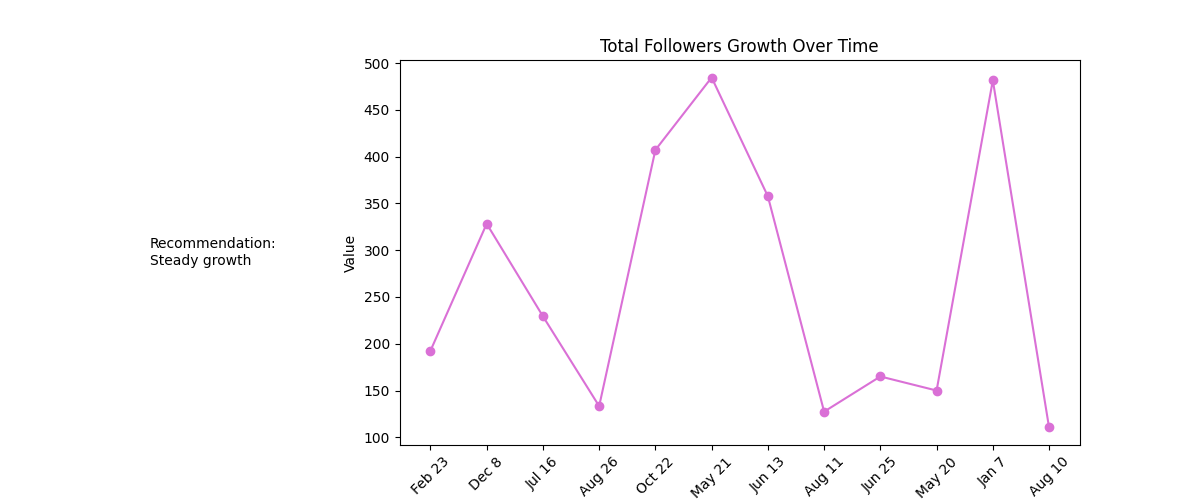 Total Followers Growth Over Time
Recommendation:
Steady growth
Value
500
450
400
350
300
250
200
150
100
Feb 23
Dec 8
Jul 16
Aug 26
Oct 22
May 21
Jun 13
Aug 11
Jun 25
May 20
Jan 7
Aug 10